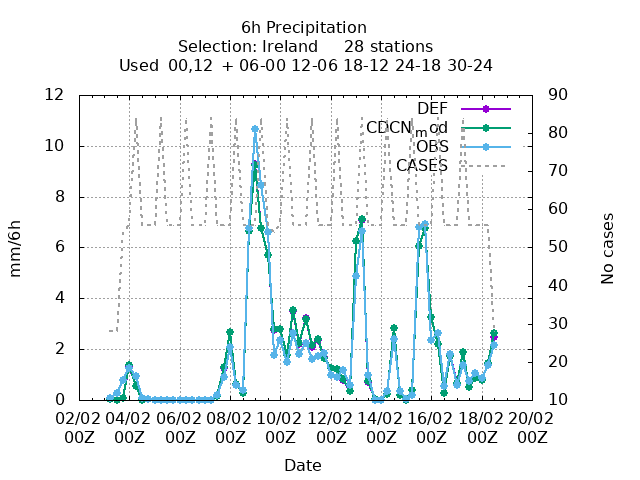 6h Precipitation
Selection: Ireland 28 stations
Used 00,12 + 06-00 12-06 18-12 24-18 30-24
12 90
DEF
CDCN_mod
OBS
CASES
10 80
8 70
6 60
4 50
2 40
0 30
20
10
mm/6h
No cases
02/02 04/02 06/02 08/02 10/02 12/02 14/02 16/02 18/02 20/02
00Z 00Z 00Z 00Z 00Z 00Z 00Z 00Z 00Z 00Z
Date